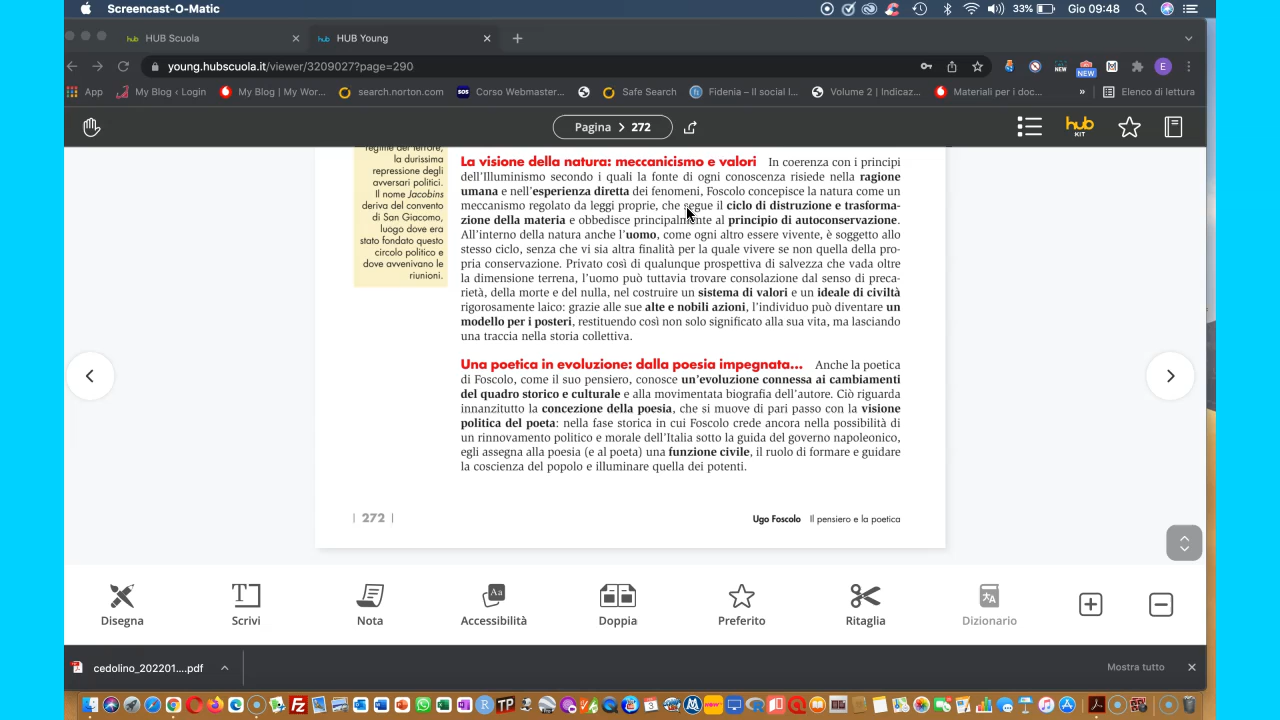 Screencast-O-Matic
33%
Gio 09:48
HUB Scuola
HUB Young
young.hubscuola.it/viewer/3209027?page=290
NEW
NEW
E
App
My Blog ‹ Login
My Blog | My Wor...
search.norton.com
SOS
Corso Webmaster...
Safe Search
Fidenia – Il social l...
Volume 2 | Indicaz...
Materiali per i doc...
»
Elenco di lettura
Pagina > 272
hub
KIT
regime del Terrore,
la durissima
repressione degli
avversari politici.
Il nome Jacobins
deriva del convento
di San Giacomo,
luogo dove era
stato fondato questo
circolo politico e
dove avvenivano le
riunioni.
La visione della natura: meccanicismo e valori In coerenza con i principi
dell'Illuminismo secondo i quali la fonte di ogni conoscenza risiede nella ragione
umana e nell'esperienza diretta dei fenomeni, Foscolo concepisce la natura come un
meccanismo regolato da leggi proprie, che segue il ciclo di distruzione e trasforma-
zione della materia e obbedisce principalmente al principio di autoconservazione.
All'interno della natura anche l'uomo, come ogni altro essere vivente, è soggetto allo
stesso ciclo, senza che vi sia altra finalità per la quale vivere se non quella della pro-
pria conservazione. Privato così di qualunque prospettiva di salvezza che vada oltre
la dimensione terrena, l'uomo può tuttavia trovare consolazione dal senso di preca-
rietà, della morte e del nulla, nel costruire un sistema di valori e un ideale di civiltà
rigorosamente laico: grazie alle sue alte e nobili azioni, l'individuo può diventare un
modello per i posteri, restituendo così non solo significato alla sua vita, ma lasciando
una traccia nella storia collettiva.
Una poetica in evoluzione: dalla poesia impegnata... Anche la poetica
di Foscolo, come il suo pensiero, conosce un'evoluzione connessa ai cambiamenti
del quadro storico e culturale e alla movimentata biografia dell'autore. Ciò riguarda
innanzitutto la concezione della poesia, che si muove di pari passo con la visione
politica del poeta: nella fase storica in cui Foscolo crede ancora nella possibilità di
un rinnovamento politico e morale dell'Italia sotto la guida del governo napoleonico,
egli assegna alla poesia (e al poeta) una funzione civile, il ruolo di formare e guidare
la coscienza del popolo e illuminare quella dei potenti.
| 272 |
Ugo Foscolo Il pensiero e la poetica
Disegna
Scrivi
Nota
Accessibilità
Doppia
Preferito
Ritaglia
Dizionario
cedolino_202201....pdf
Mostra tutto